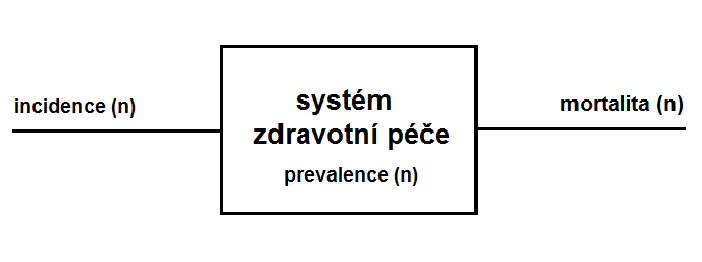 incidence (n)
systém
zdravotní péče
prevalence (n)
mortalita (n)